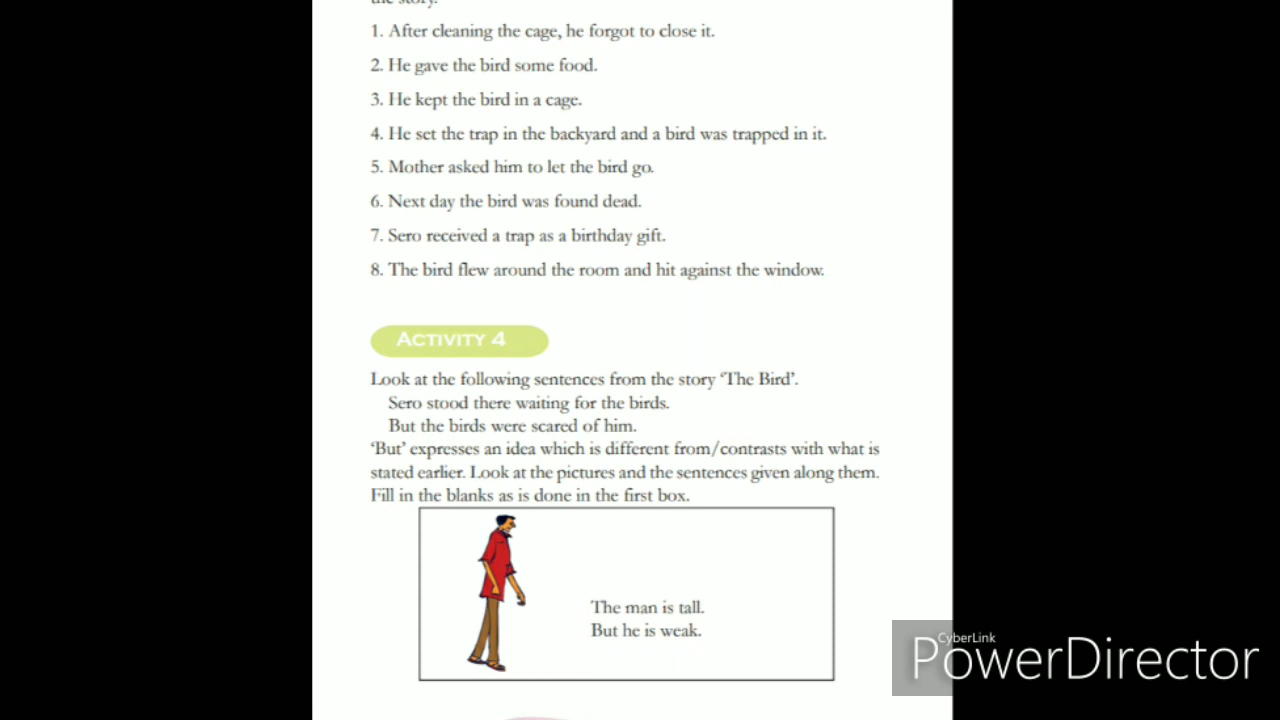 the story.
1. After cleaning the cage, he forgot to close it.
2. He gave the bird some food.
3. He kept the bird in a cage.
4. He set the trap in the backyard and a bird was trapped in it.
5. Mother asked him to let the bird go.
6. Next day the bird was found dead.
7. Sero received a trap as a birthday gift.
8. The bird flew around the room and hit against the window.
ACTIVITY 4
Look at the following sentences from the story ‘The Bird’.
Sero stood there waiting for the birds.
But the birds were scared of him.
‘But’ expresses an idea which is different from/contrasts with what is
stated earlier. Look at the pictures and the sentences given along them.
Fill in the blanks as is done in the first box.
The man is tall.
But he is weak.
CyberLink
PowerDirector